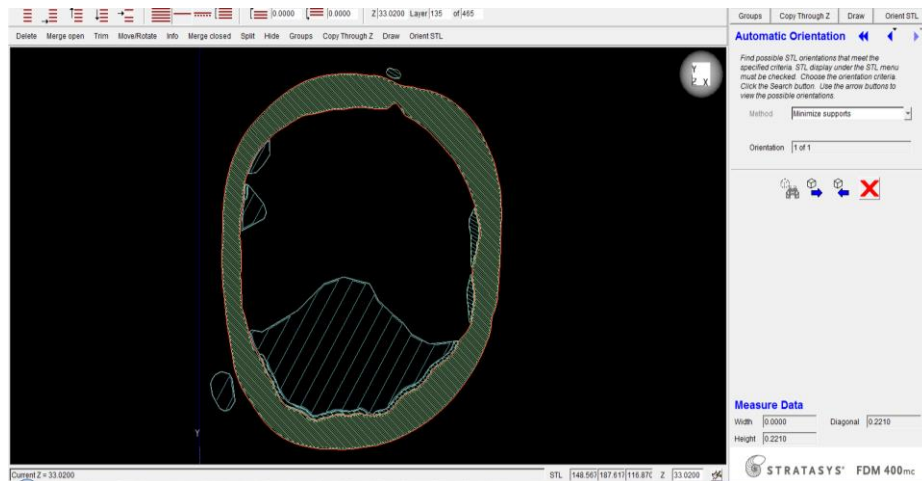 0.0000 0.0000 Z 33.0200 Layer 135 of 465
Delete Merge open Trim Move/Rotate Info Merge closed Split Hide Groups Copy Through Z Draw Orient STL
Y
Z X
Y
Current Z = 33.0200 STL 148.567 187.617 116.870 Z 33.0200
Groups Copy Through Z Draw Orient STL
Automatic Orientation
Find possible STL orientations that meet the
specified criteria. STL display under the STL menu
must be checked. Choose the orientation criteria.
Click the Search button. Use the arrow buttons to
view the possible orientations.
Method Minimize supports
Orientation 1 of 1
Measure Data
Width 0.0000 Diagonal 0.2210
Height 0.2210
STRATASYS FDM 400mc